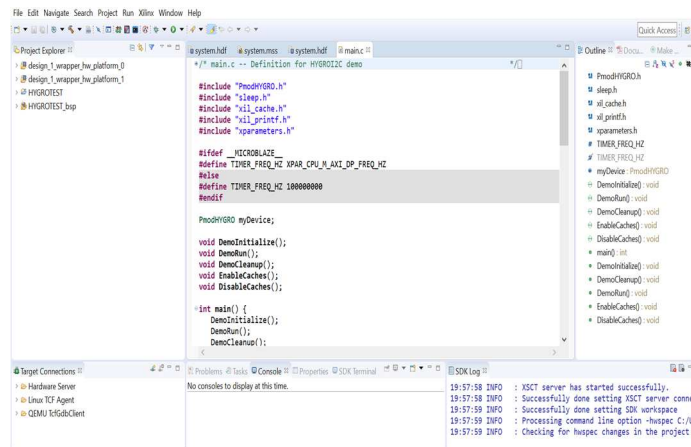 File Edit Navigate Search Project Run Xilinx Window Help
Quick Access
Project Explorer
design_1_wrapper_hw_platform_0
design_1_wrapper_hw_platform_1
HYGROTEST
HYGROTEST_bsp
system.hdf system.mss system.hdf main.c
*/* main.c -- Definition for HYGROI2C demo */
#include "PmodHYGRO.h"
#include "sleep.h"
#include "xil_cache.h"
#include "xil_printf.h"
#include "xparameters.h"
#ifdef __MICROBLAZE__
#define TIMER_FREQ_HZ XPAR_CPU_M_AXI_DP_FREQ_HZ
#else
#define TIMER_FREQ_HZ 100000000
#endif
PmodHYGRO myDevice;
void DemoInitialize();
void DemoRun();
void DemoCleanup();
void EnableCaches();
void DisableCaches();
int main() {
DemoInitialize();
DemoRun();
DemoCleanup();
Outline Docu... Make ...
PmodHYGRO.h
sleep.h
xil_cache.h
xil_printf.h
xparameters.h
TIMER_FREQ_HZ
TIMER_FREQ_HZ
myDevice : PmodHYGRO
DemoInitialize() : void
DemoRun() : void
DemoCleanup() : void
EnableCaches() : void
DisableCaches() : void
main() : int
DemoInitialize() : void
DemoRun() : void
DemoCleanup() : void
EnableCaches() : void
DisableCaches() : void
Target Connections
Hardware Server
Linux TCF Agent
QEMU TcfGdbClient
Problems Tasks Console Properties SDK Terminal
No consoles to display at this time.
SDK Log
19:57:58 INFO : XSCT server has started successfully.
19:57:58 INFO : Successfully done setting XSCT server conne
19:57:59 INFO : Successfully done setting SDK workspace
19:57:59 INFO : Processing command line option -hwspec C:/U
19:57:59 INFO : Checking for hwspec changes in the project